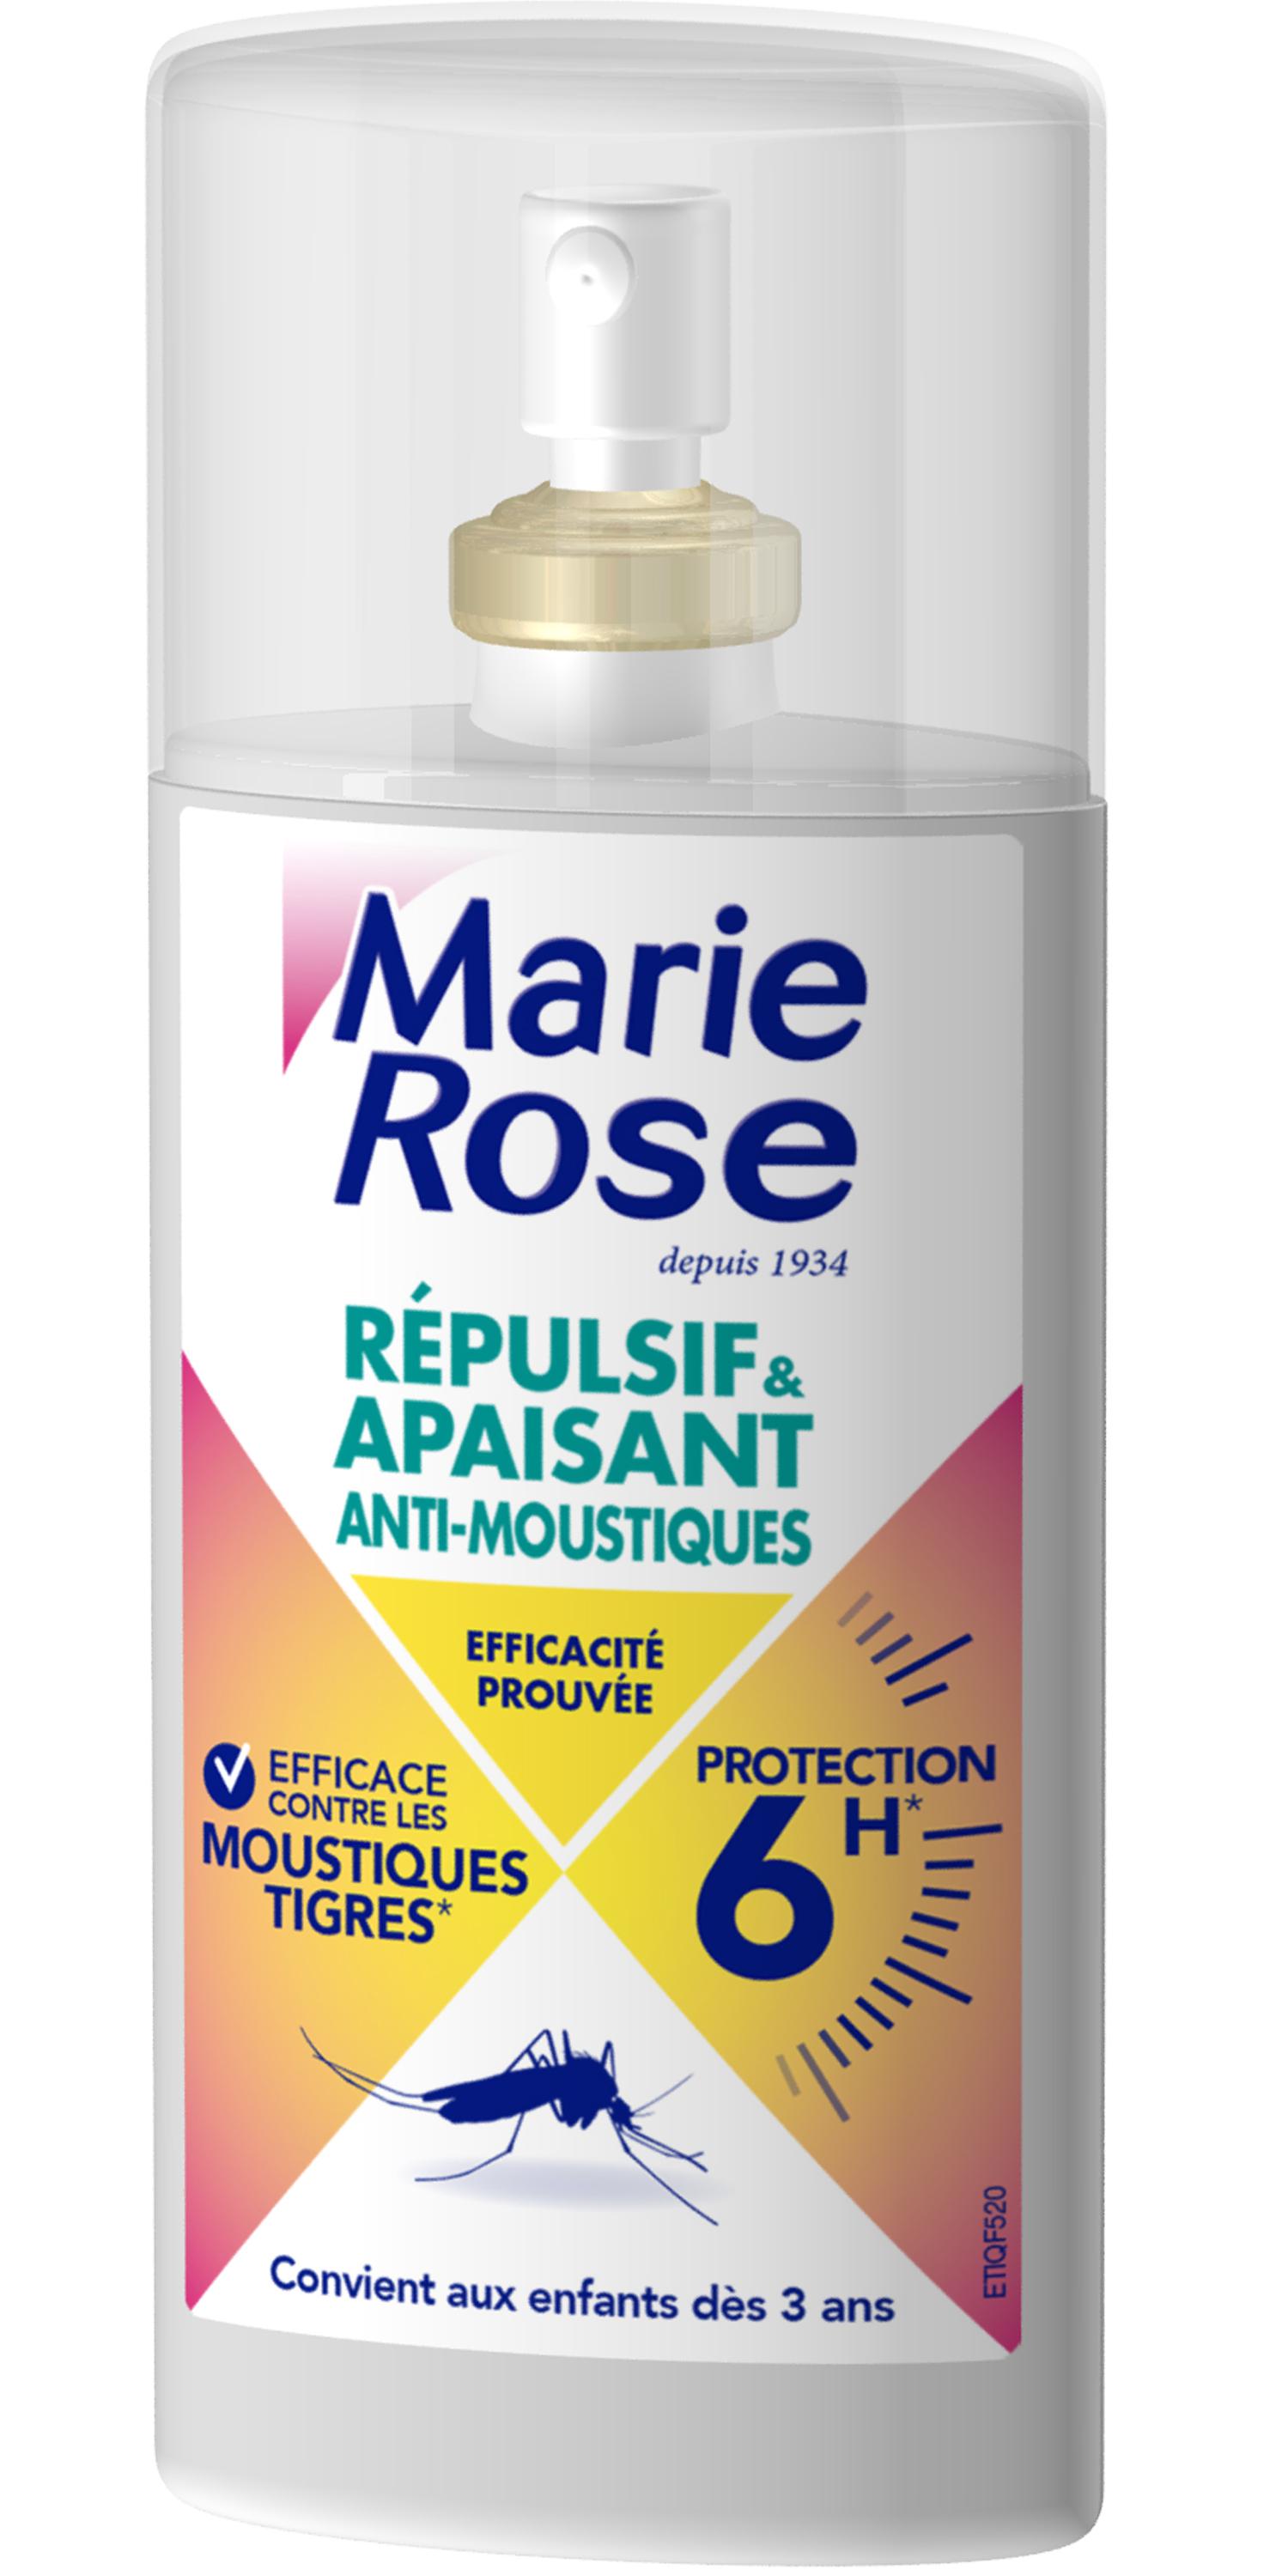 Marie
Rose
depuis 1934
RÉPULSIF &
APAISANT
ANTI-MOUSTIQUES
EFFICACITÉ
PROUVÉE
EFFICACE
CONTRE LES
MOUSTIQUES
TIGRES*
PROTECTION
6 H*
Convient aux enfants dès 3 ans
ETIQF520